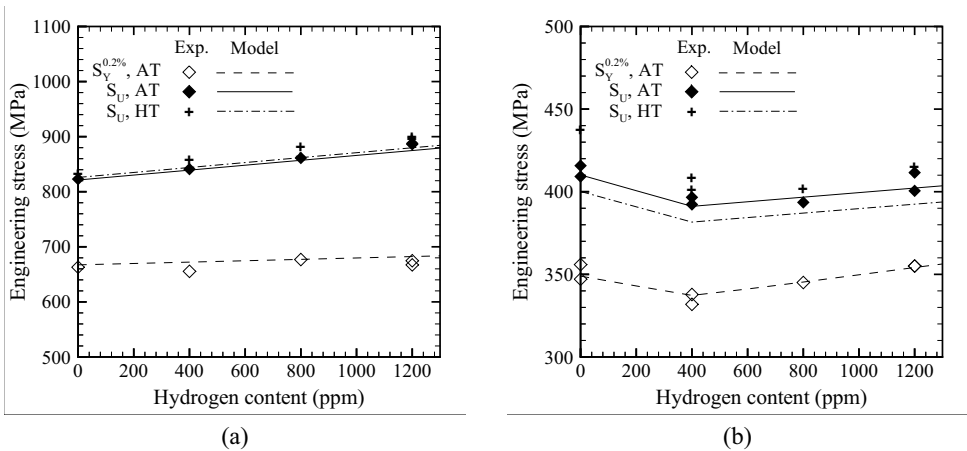 1100
1000
900
800
700
600
500
Engineering stress (MPa)
Exp. Model
S_Y^0.2%, AT
S_U, AT
S_U, HT
0 200 400 600 800 1000 1200
Hydrogen content (ppm)
(a)
500
450
400
350
300
Engineering stress (MPa)
Exp. Model
S_Y^0.2%, AT
S_U, AT
S_U, HT
0 200 400 600 800 1000 1200
Hydrogen content (ppm)
(b)